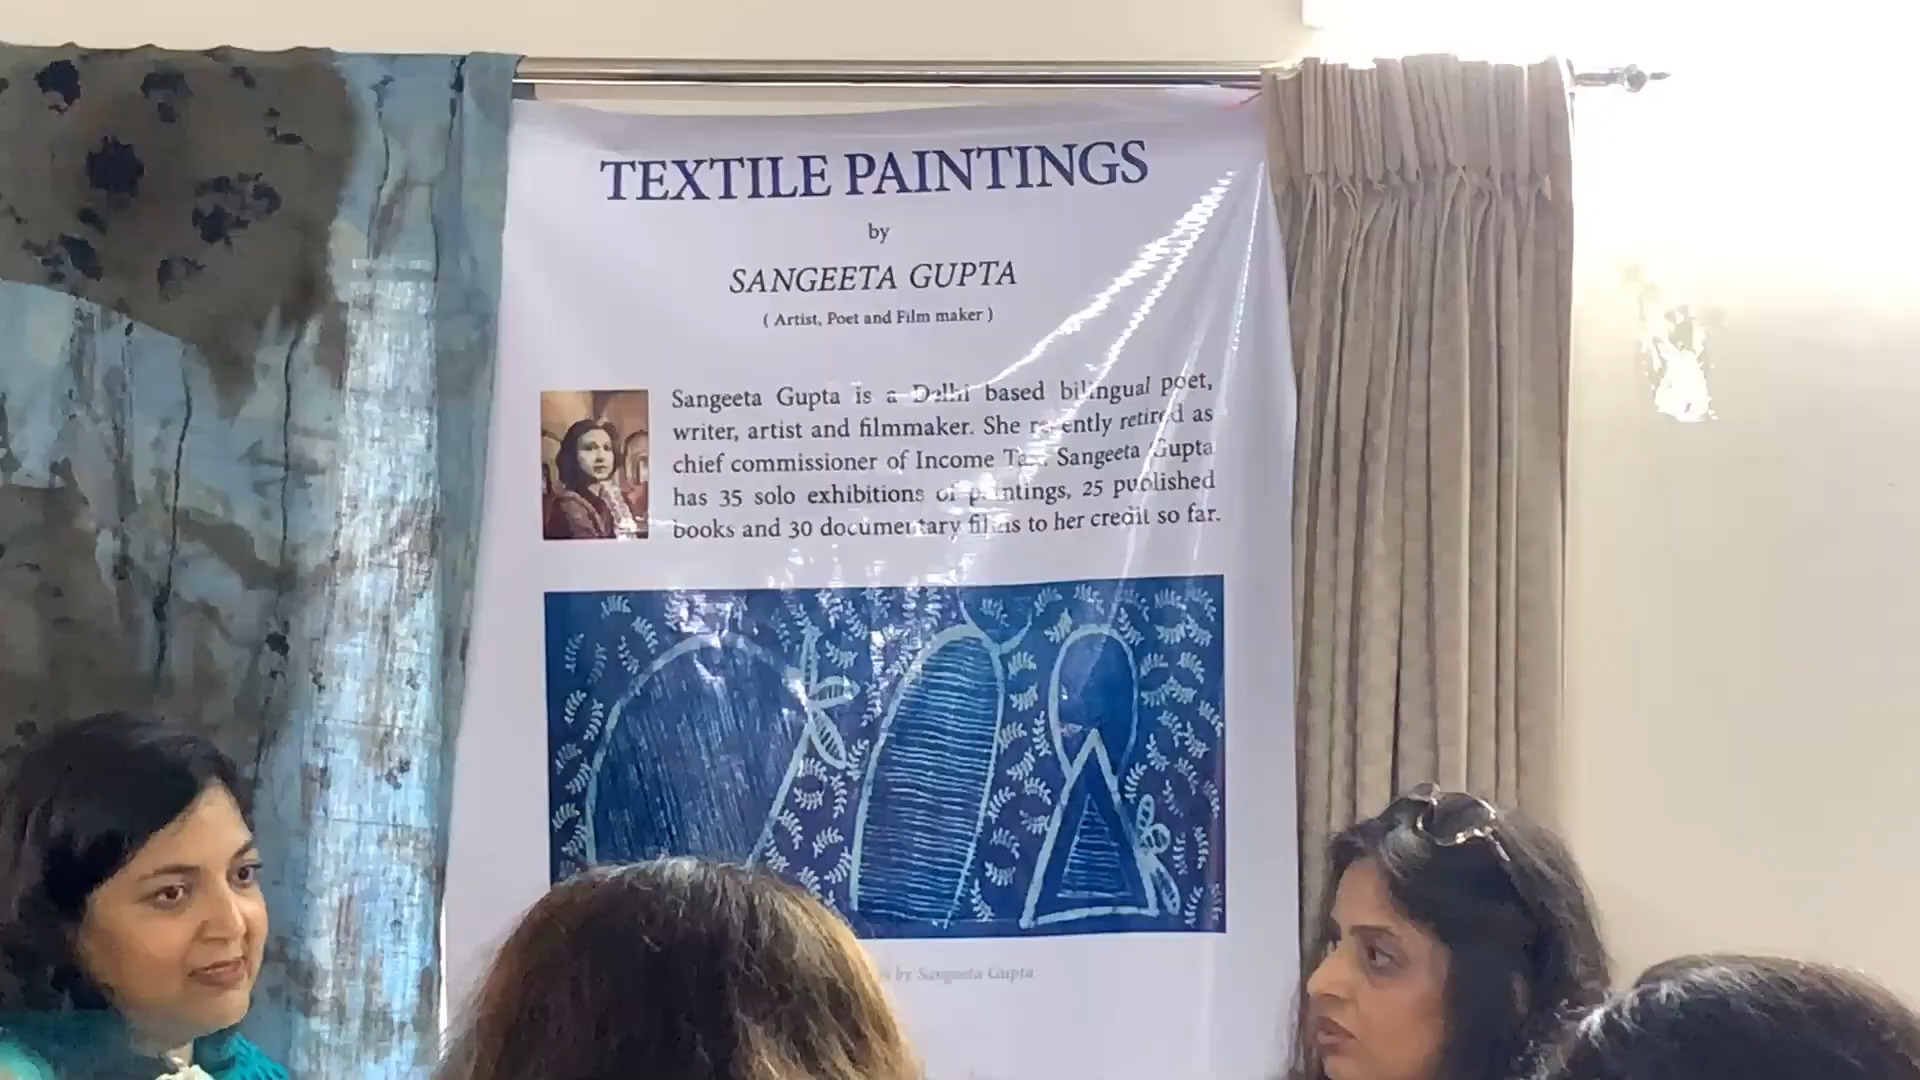 TEXTILE PAINTINGS
by
SANGEETA GUPTA
( Artist, Poet and Film maker )
Sangeeta Gupta is a Delhi based bilingual poet,
writer, artist and filmmaker. She recently retired as
chief commissioner of Income Tax. Sangeeta Gupta
has 35 solo exhibitions of paintings, 25 published
books and 30 documentary films to her credit so far.
by Sangeeta Gupta